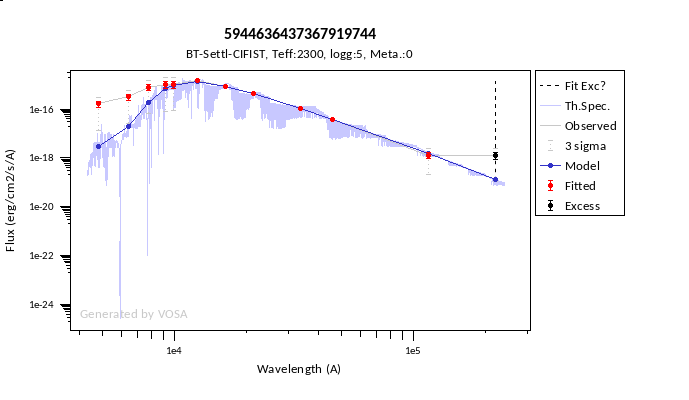 5944636437367919744
BT-Settl-CIFIST, Teff:2300, logg:5, Meta.:0
Flux (erg/cm2/s/A)
1e-16
1e-18
1e-20
1e-22
1e-24
Generated by VOSA
1e4
1e5
Wavelength (A)
Fit Exc?
Th.Spec.
Observed
3 sigma
Model
Fitted
Excess